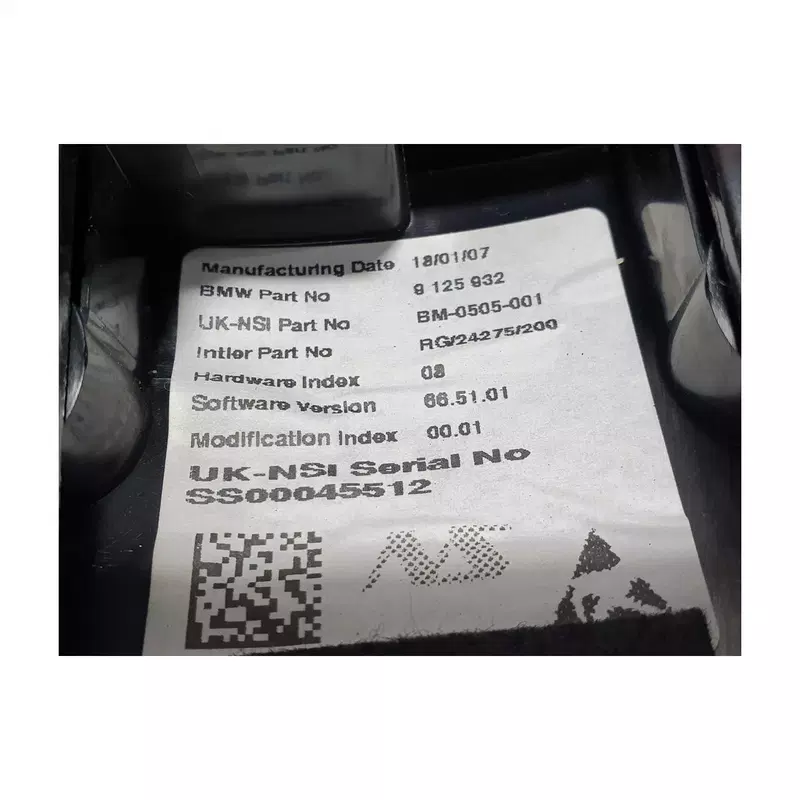 Manufacturing Date 18/01/07
BMW Part No 9 125 932
UK-NSI Part No BM-0505-001
Intier Part No RG/24275/200
Hardware Index 08
Software Version 66.51.01
Modification Index 00.01
UK-NSI Serial No
SS00045512